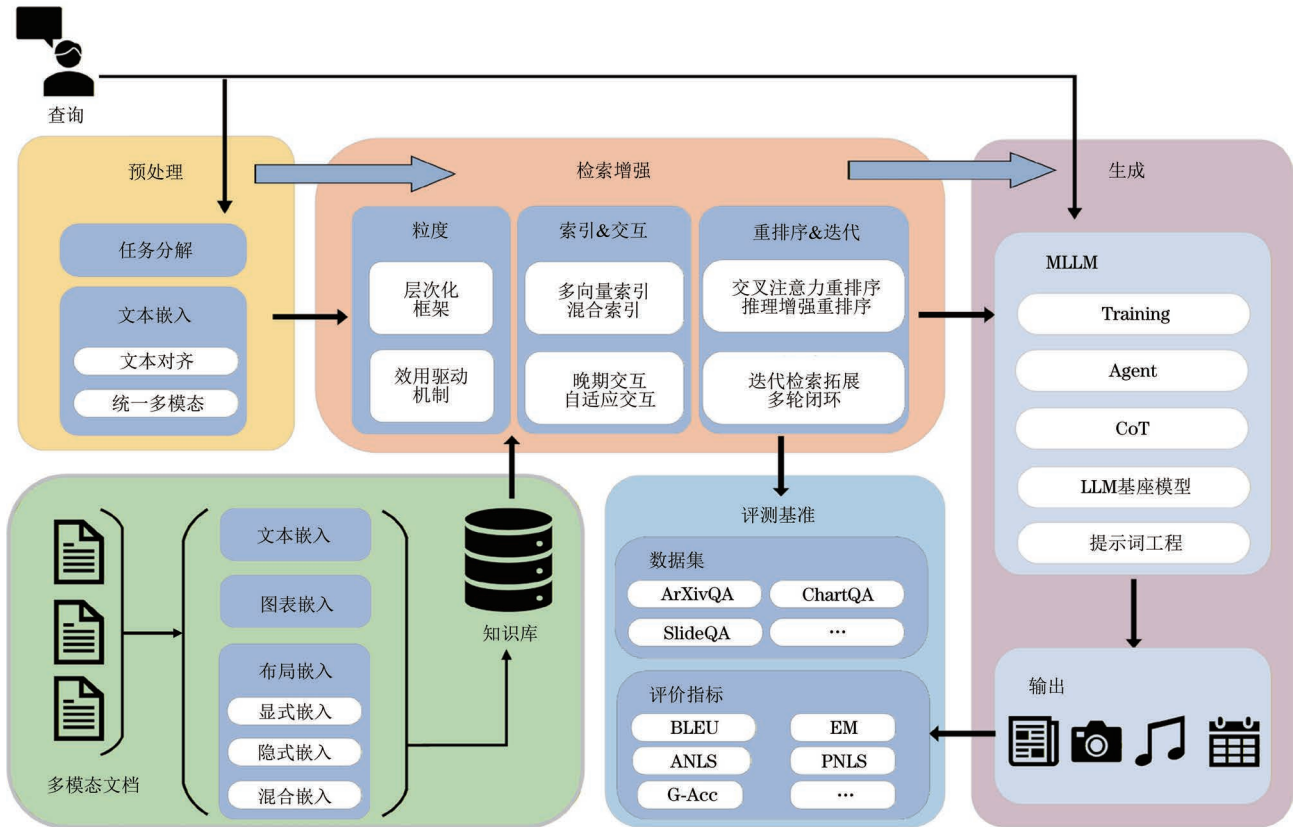 查询
预处理
任务分解
文本嵌入
文本对齐
统一多模态
检索增强
粒度
层次化
框架
效用驱动
机制
索引&交互
多向量索引
混合索引
晚期交互
自适应交互
重排序&迭代
交叉注意力重排序
推理增强重排序
迭代检索拓展
多轮闭环
生成
MLLM
Training
Agent
CoT
LLM基座模型
提示词工程
输出
多模态文档
文本嵌入
图表嵌入
布局嵌入
显式嵌入
隐式嵌入
混合嵌入
知识库
评测基准
数据集
ArXivQA
ChartQA
SlideQA
…
评价指标
BLEU
EM
ANLS
PNLS
G-Acc
…